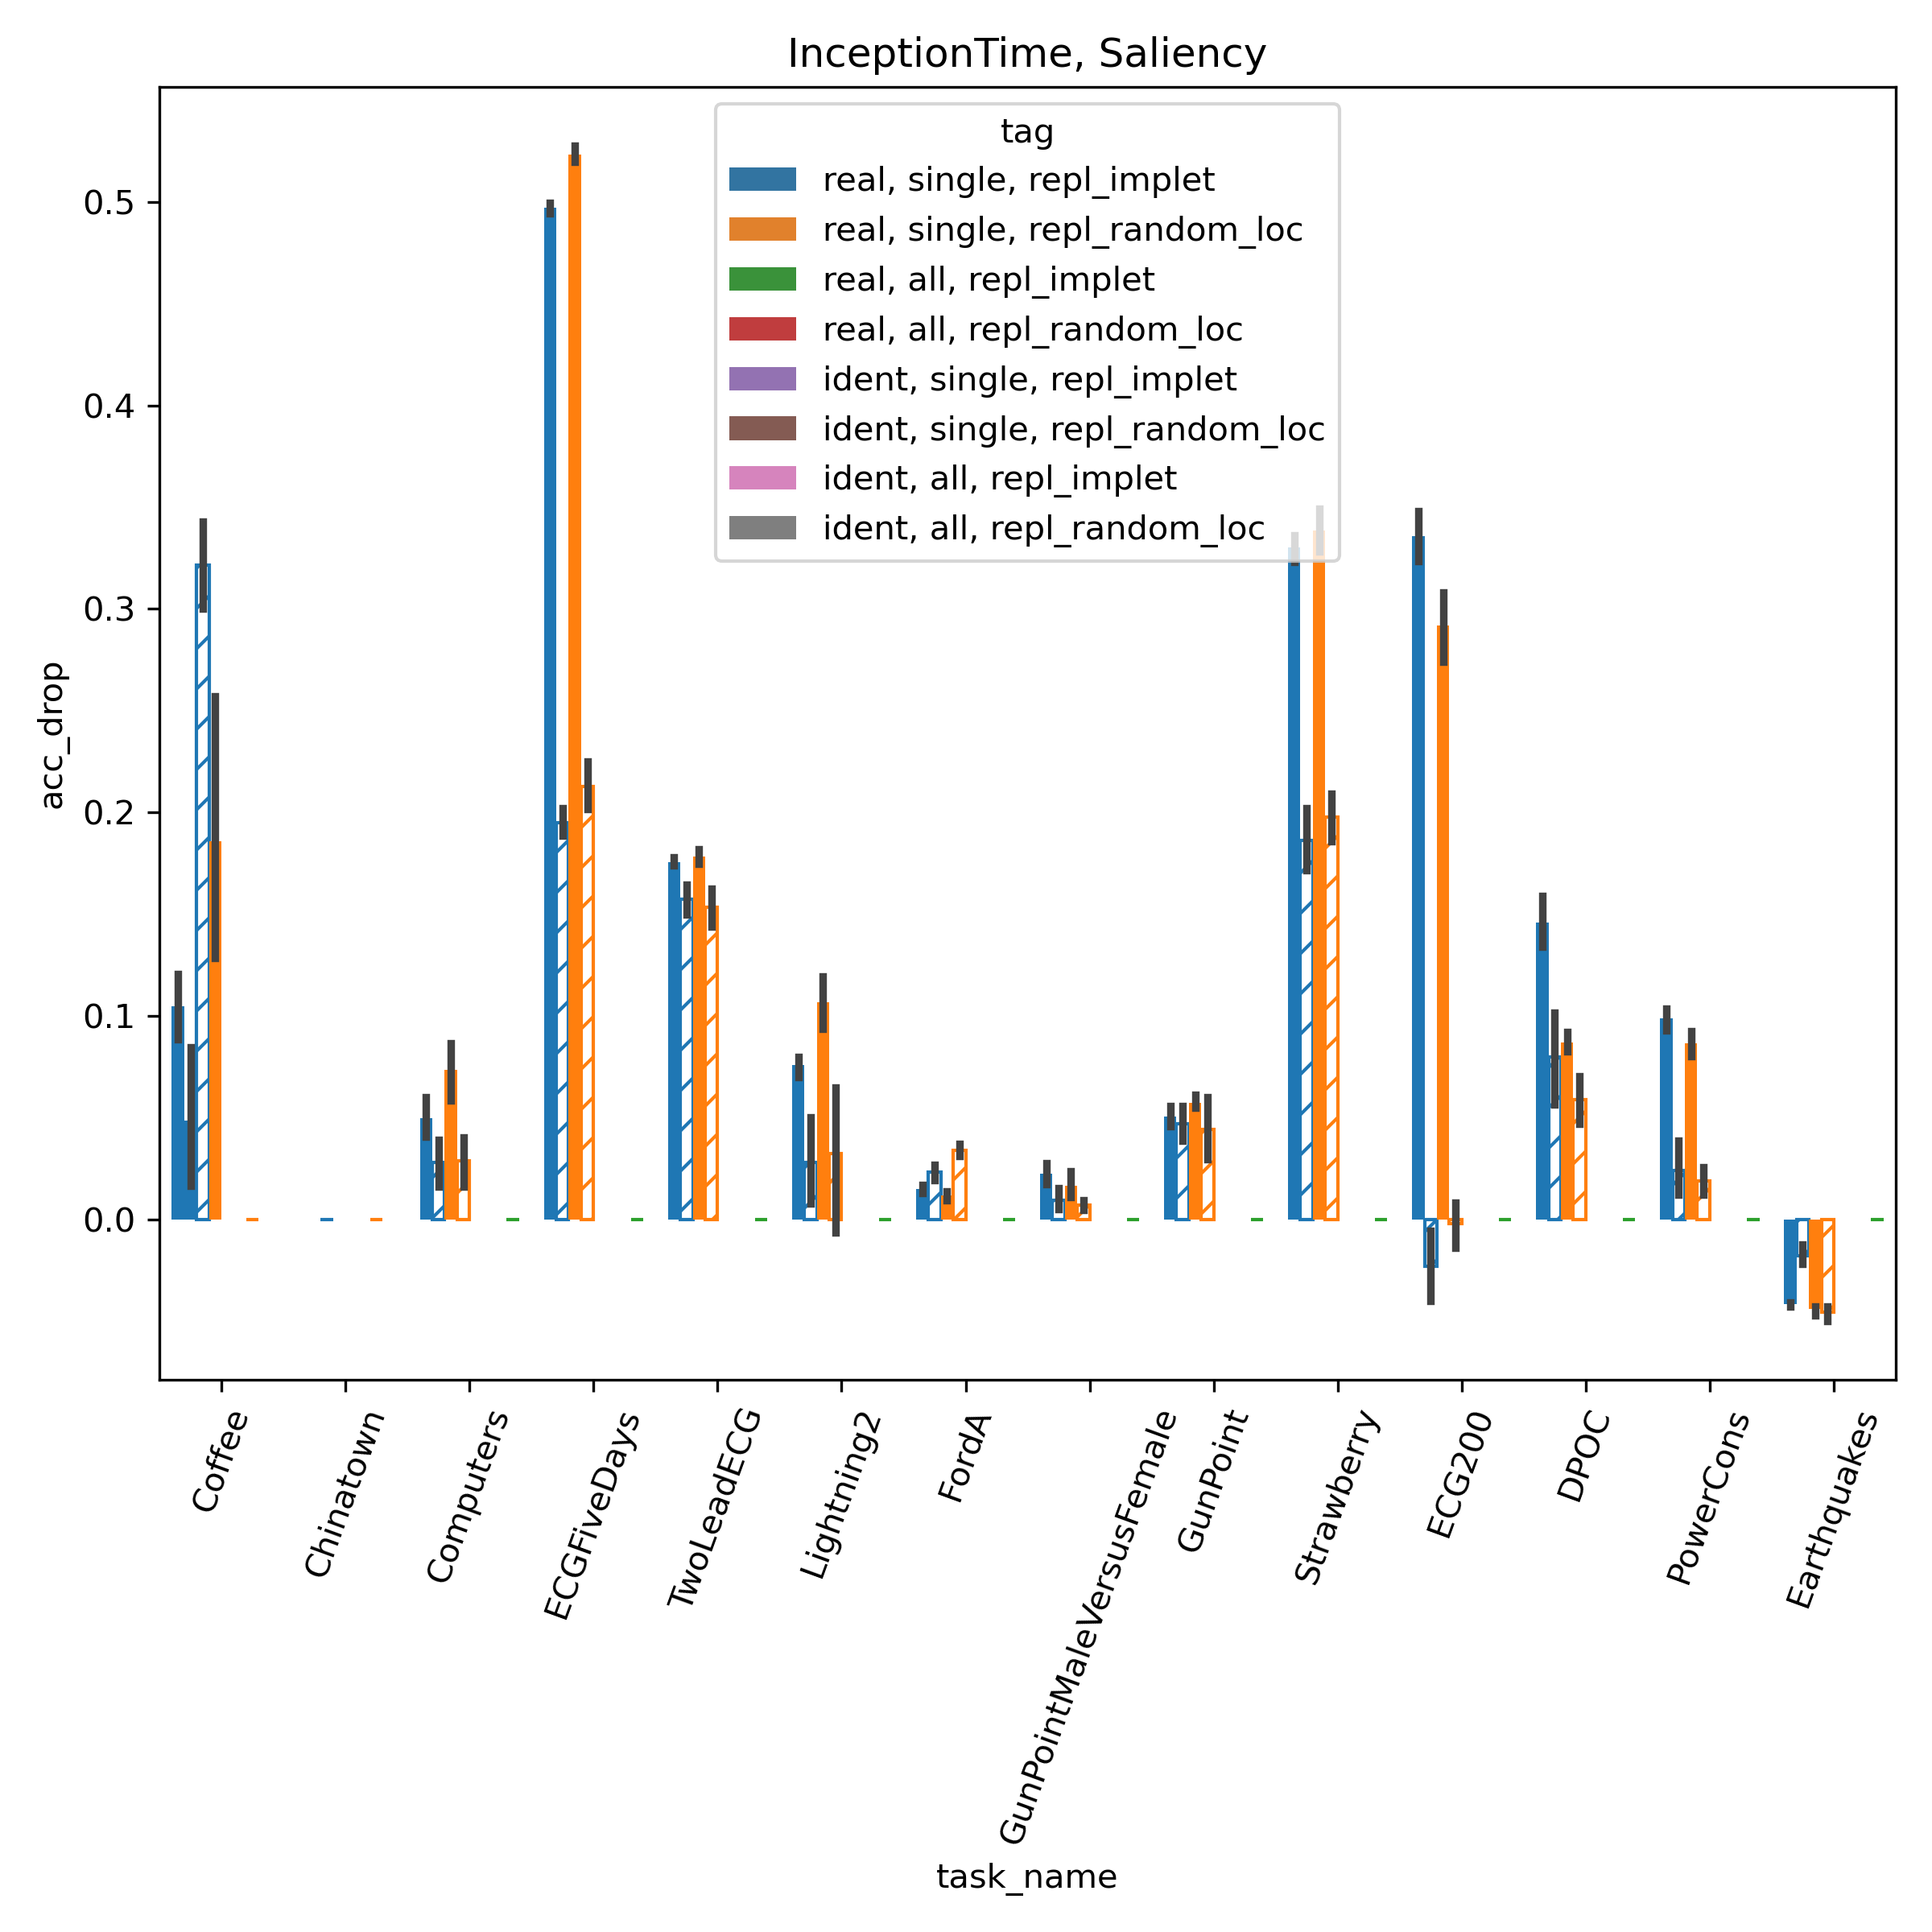 InceptionTime, Saliency
tag
real, single, repl_implet
real, single, repl_random_loc
real, all, repl_implet
real, all, repl_random_loc
ident, single, repl_implet
ident, single, repl_random_loc
ident, all, repl_implet
ident, all, repl_random_loc
acc_drop
0.5
0.4
0.3
0.2
0.1
0.0
Coffee
Chinatown
Computers
ECGFiveDays
TwoLeadECG
Lightning2
FordA
GunPointMaleVersusFemale
GunPoint
Strawberry
ECG200
DPOC
PowerCons
Earthquakes
task_name